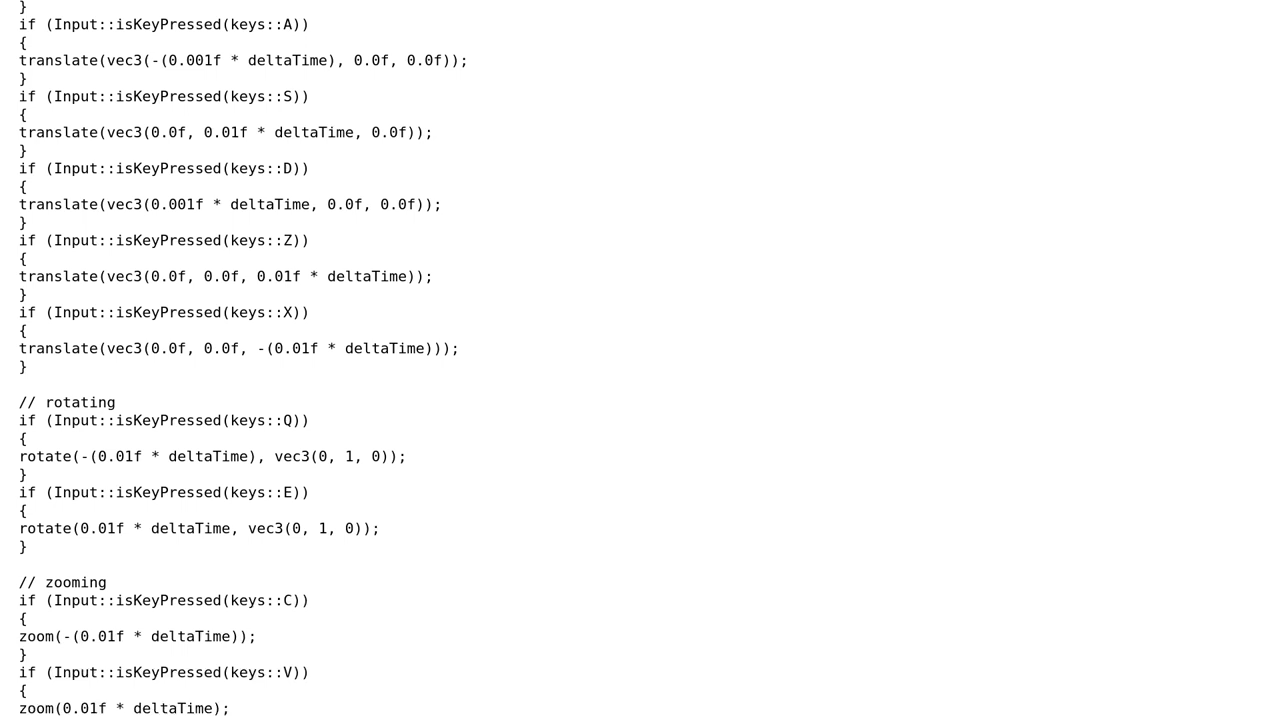 }
if (Input::isKeyPressed(keys::A))
{
translate(vec3(-(0.001f * deltaTime), 0.0f, 0.0f));
}
if (Input::isKeyPressed(keys::S))
{
translate(vec3(0.0f, 0.01f * deltaTime, 0.0f));
}
if (Input::isKeyPressed(keys::D))
{
translate(vec3(0.001f * deltaTime, 0.0f, 0.0f));
}
if (Input::isKeyPressed(keys::Z))
{
translate(vec3(0.0f, 0.0f, 0.01f * deltaTime));
}
if (Input::isKeyPressed(keys::X))
{
translate(vec3(0.0f, 0.0f, -(0.01f * deltaTime)));
}

// rotating
if (Input::isKeyPressed(keys::Q))
{
rotate(-(0.01f * deltaTime), vec3(0, 1, 0));
}
if (Input::isKeyPressed(keys::E))
{
rotate(0.01f * deltaTime, vec3(0, 1, 0));
}

// zooming
if (Input::isKeyPressed(keys::C))
{
zoom(-(0.01f * deltaTime));
}
if (Input::isKeyPressed(keys::V))
{
zoom(0.01f * deltaTime);